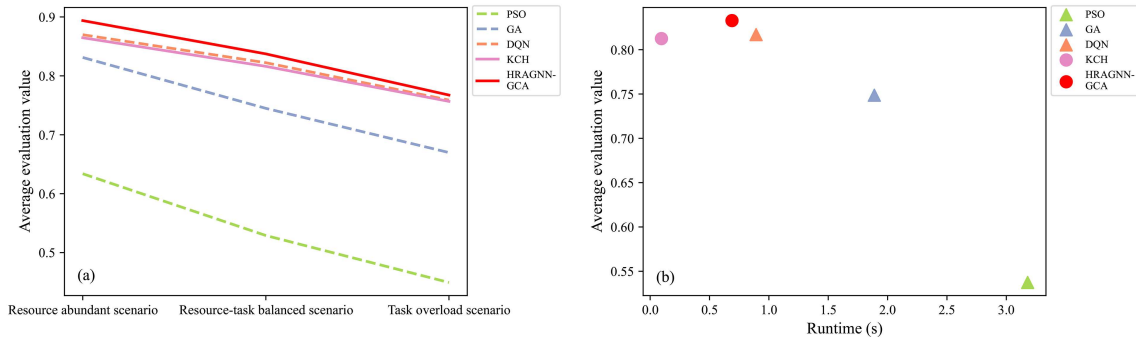 Average evaluation value
0.9
0.8
0.7
0.6
0.5
(a)
Resource abundant scenario
Resource-task balanced scenario
Task overload scenario
PSO
GA
DQN
KCH
HRAGNN-
GCA
Average evaluation value
0.80
0.75
0.70
0.65
0.60
0.55
(b)
0.0
0.5
1.0
1.5
2.0
2.5
3.0
Runtime (s)
PSO
GA
DQN
KCH
HRAGNN-
GCA